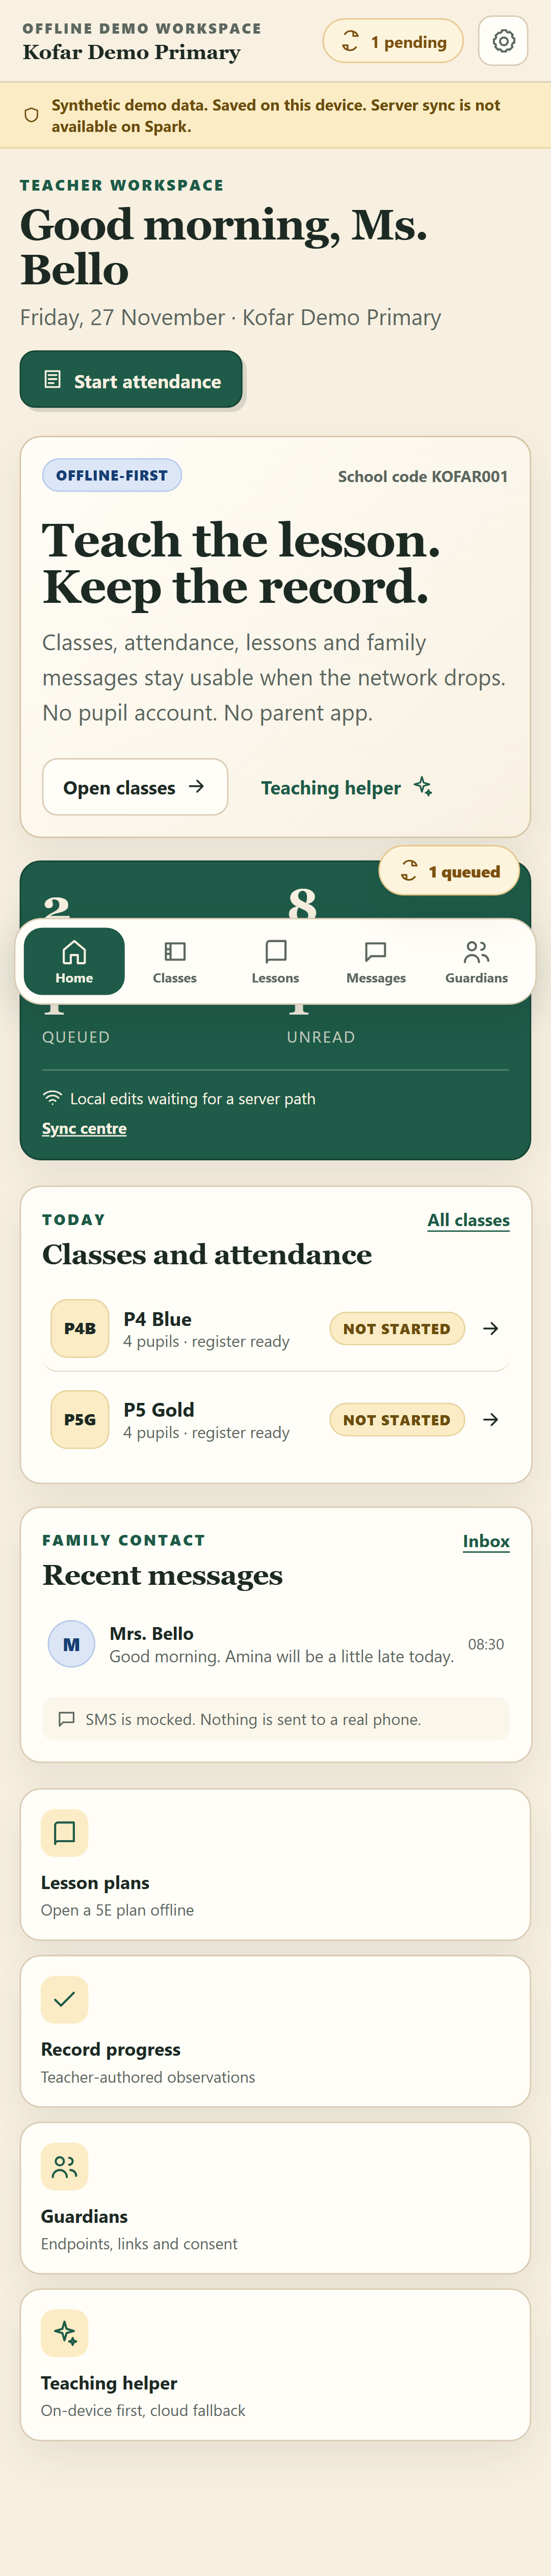 OFFLINE DEMO WORKSPACE
Kofar Demo Primary
1 pending
Synthetic demo data. Saved on this device. Server sync is not
available on Spark.
TEACHER WORKSPACE
Good morning, Ms.
Bello
Friday, 27 November · Kofar Demo Primary
Start attendance
OFFLINE-FIRST
School code KOFAR001
Teach the lesson.
Keep the record.
Classes, attendance, lessons and family
messages stay usable when the network drops.
No pupil account. No parent app.
Open classes
Teaching helper
1 queued
2
8
Home
Classes
Lessons
Messages
Guardians
QUEUED
UNREAD
Local edits waiting for a server path
Sync centre
TODAY
All classes
Classes and attendance
P4B
P4 Blue
4 pupils · register ready
NOT STARTED
P5G
P5 Gold
4 pupils · register ready
NOT STARTED
FAMILY CONTACT
Inbox
Recent messages
M
Mrs. Bello
Good morning. Amina will be a little late today.
08:30
SMS is mocked. Nothing is sent to a real phone.
Lesson plans
Open a 5E plan offline
Record progress
Teacher-authored observations
Guardians
Endpoints, links and consent
Teaching helper
On-device first, cloud fallback